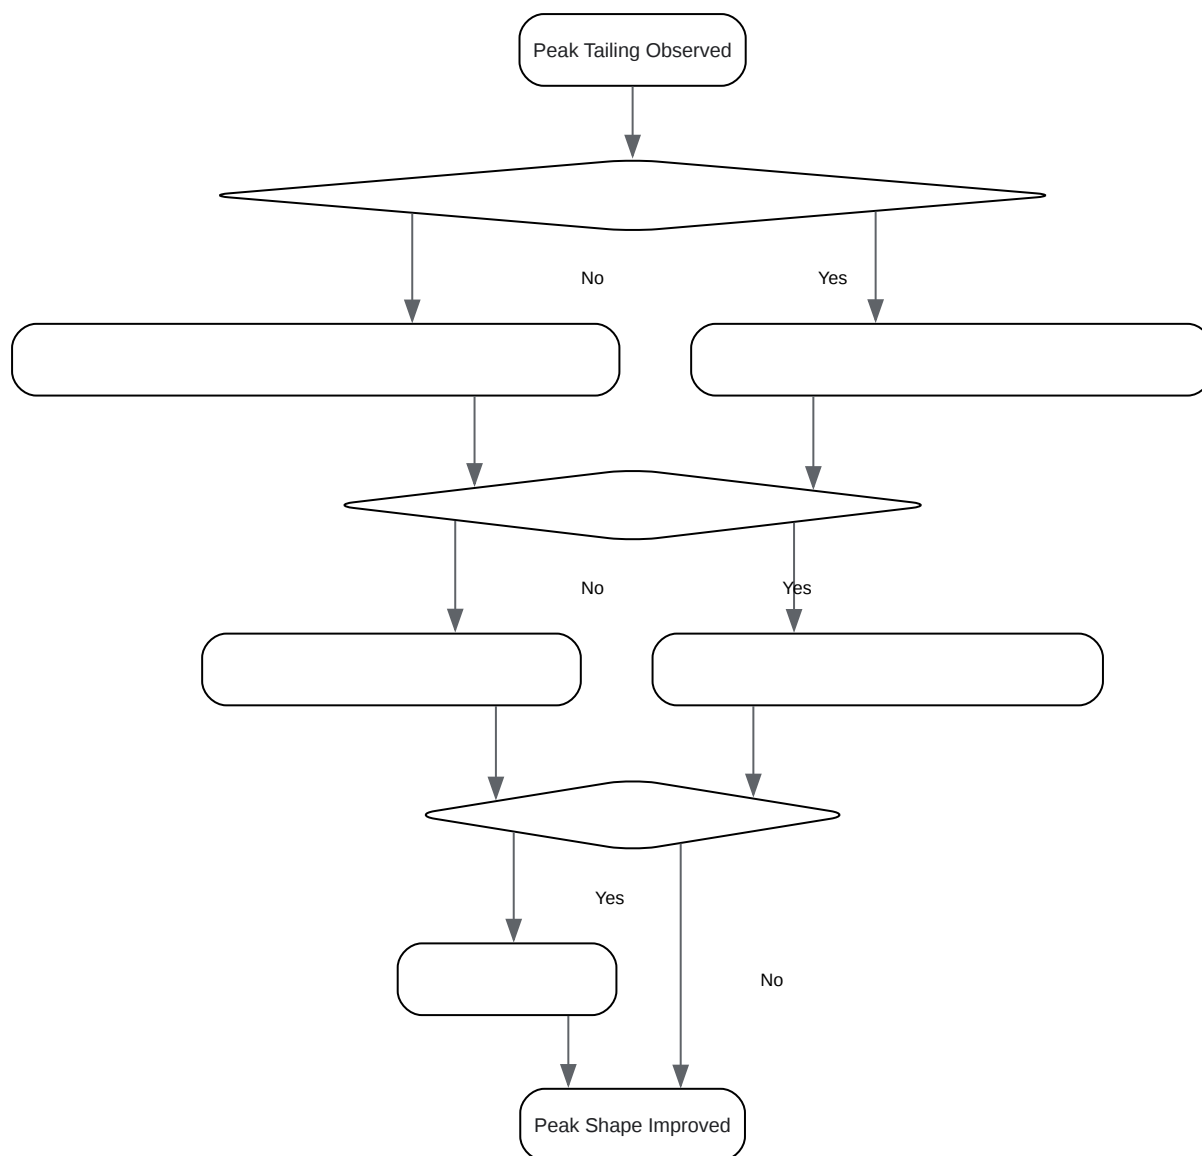 Peak Tailing Observed
No
Yes
No
Yes
Yes
No
Peak Shape Improved